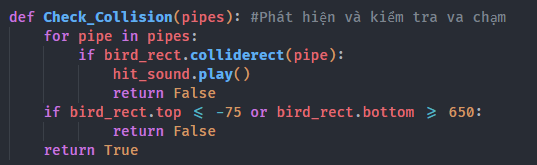 def Check_Collision(pipes): #Phát hiện và kiểm tra va chạm
    for pipe in pipes:
        if bird_rect.colliderect(pipe):
            hit_sound.play()
            return False
    if bird_rect.top <= -75 or bird_rect.bottom >= 650:
            return False
    return True